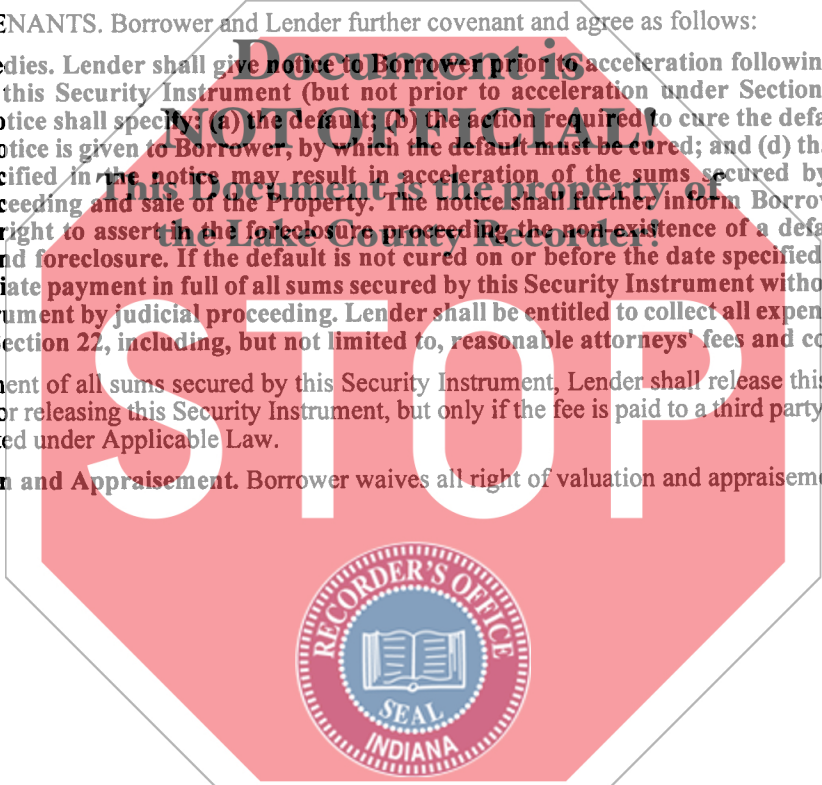 ENANTS. Borrower and Lender further covenant and agree as follows:
Document is
edies. Lender shall give notice to Borrower prior to acceleration followin
this Security Instrument (but not prior to acceleration under Section
NOT OFFICIAL!
otice shall specify: (a) the default; (b) the action required to cure the defa
otice is given to Borrower, by which the default must be cured; and (d) tha
cified in the notice may result in acceleration of the sums secured by
This Document is the property of
ceeding and sale of the Property. The notice shall further inform Borrow
right to assert in the foreclosure proceeding the non-existence of a defa
the Lake County Recorder!
nd foreclosure. If the default is not cured on or before the date specified
iate payment in full of all sums secured by this Security Instrument witho
rument by judicial proceeding. Lender shall be entitled to collect all expen
ection 22, including, but not limited to, reasonable attorneys' fees and co
STOP
ment of all sums secured by this Security Instrument, Lender shall release this
or releasing this Security Instrument, but only if the fee is paid to a third party
ted under Applicable Law.
n and Appraisement. Borrower waives all right of valuation and appraiseme
RECORDER'S OFFICE
SEAL
INDIANA